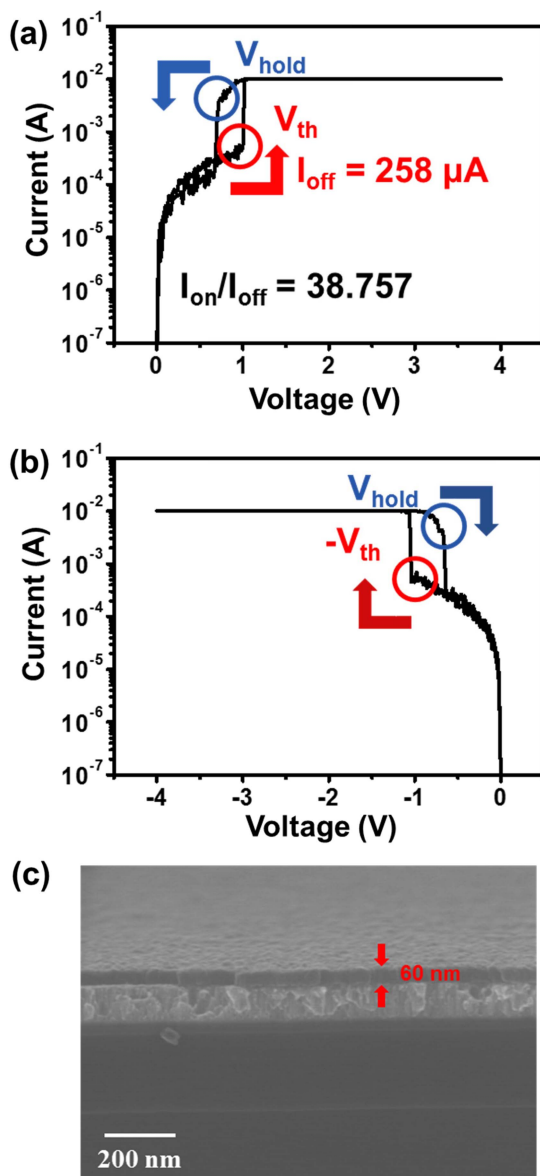 (a)
10⁻¹
10⁻²
10⁻³
10⁻⁴
10⁻⁵
10⁻⁶
10⁻⁷
Current (A)
V_hold
V_th
I_off = 258 µA
I_on/I_off = 38.757
0 1 2 3 4
Voltage (V)
(b)
10⁻¹
10⁻²
10⁻³
10⁻⁴
10⁻⁵
10⁻⁶
10⁻⁷
Current (A)
V_hold
-V_th
-4 -3 -2 -1 0
Voltage (V)
(c)
60 nm
200 nm